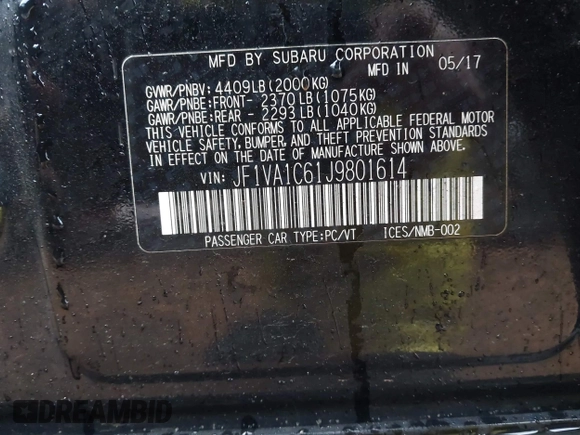 MFD BY SUBARU CORPORATION
MFD IN 05/17
GVWR/PNBV: 4409LB(2000KG)
GAWR/PNBE:FRONT- 2370LB(1075KG)
GAWR/PNBE:REAR - 2293LB(1040KG)
THIS VEHICLE CONFORMS TO ALL APPLICABLE FEDERAL MOTOR
VEHICLE SAFETY, BUMPER, AND THEFT PREVENTION STANDARDS
IN EFFECT ON THE DATE OF MANUFACTURE SHOWN ABOVE.
VIN: JF1VA1C61J9801614
PASSENGER CAR TYPE:PC/VT ICES/NMB-002
DREAMBID